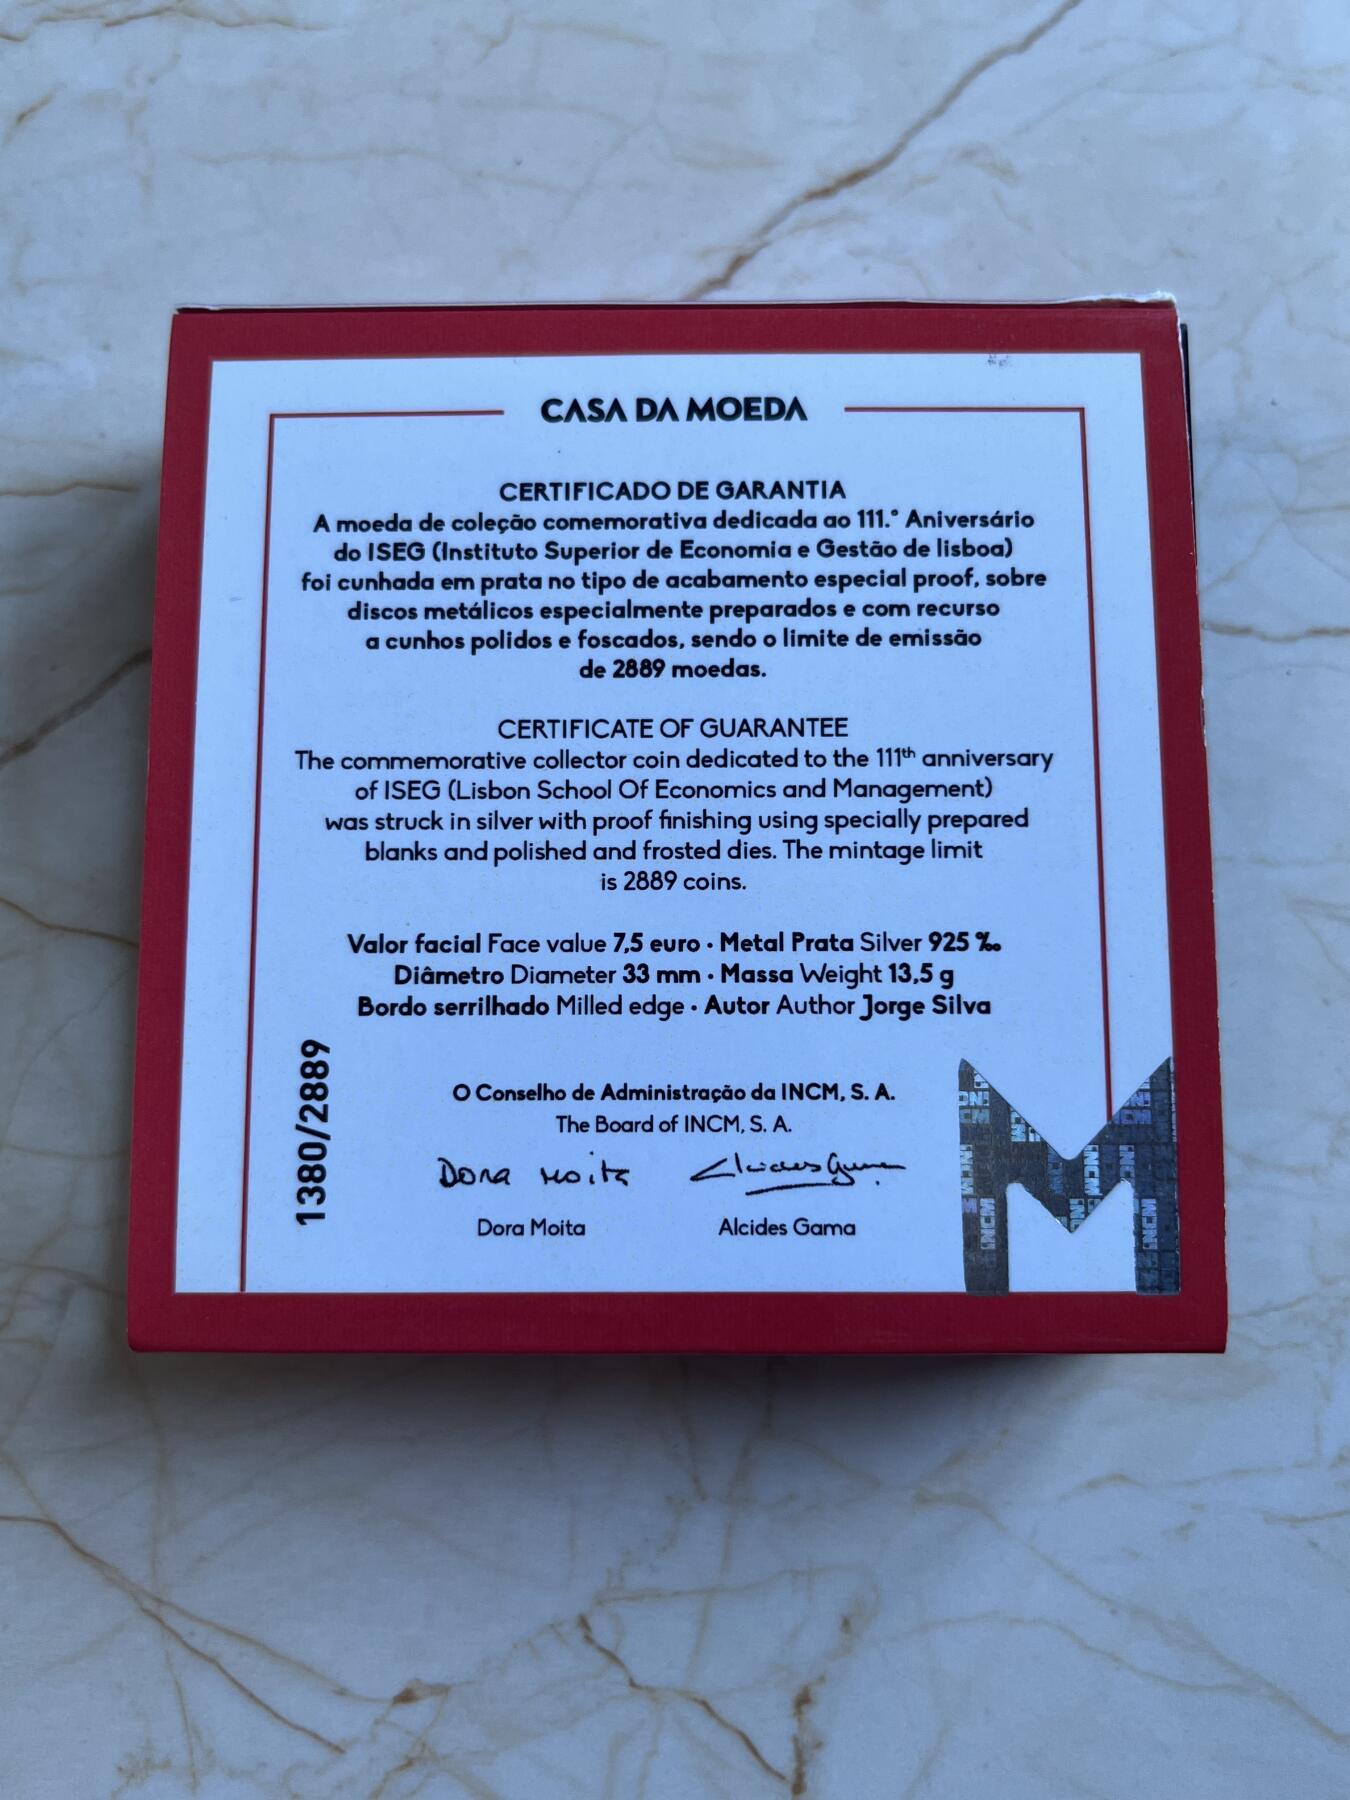 CASA DA MOEDA
CERTIFICADO DE GARANTIA
A moeda de coleção comemorativa dedicada ao 111.° Aniversário
do ISEG (Instituto Superior de Economia e Gestão de lisboa)
foi cunhada em prata no tipo de acabamento especial proof, sobre
discos metálicos especialmente preparados e com recurso
a cunhos polidos e foscados, sendo o limite de emissão
de 2889 moedas.
CERTIFICATE OF GUARANTEE
The commemorative collector coin dedicated to the 111th anniversary
of ISEG (Lisbon School Of Economics and Management)
was struck in silver with proof finishing using specially prepared
blanks and polished and frosted dies. The mintage limit
is 2889 coins.
Valor facial Face value 7,5 euro • Metal Prata Silver 925 ‰
Diâmetro Diameter 33 mm • Massa Weight 13,5 g
Bordo serrilhado Milled edge • Autor Author Jorge Silva
1380/2889
O Conselho de Administração da INCM, S. A.
The Board of INCM, S. A.
Dora Moita Alcides Gama
Dora Moita Alcides Gama
M
INCM